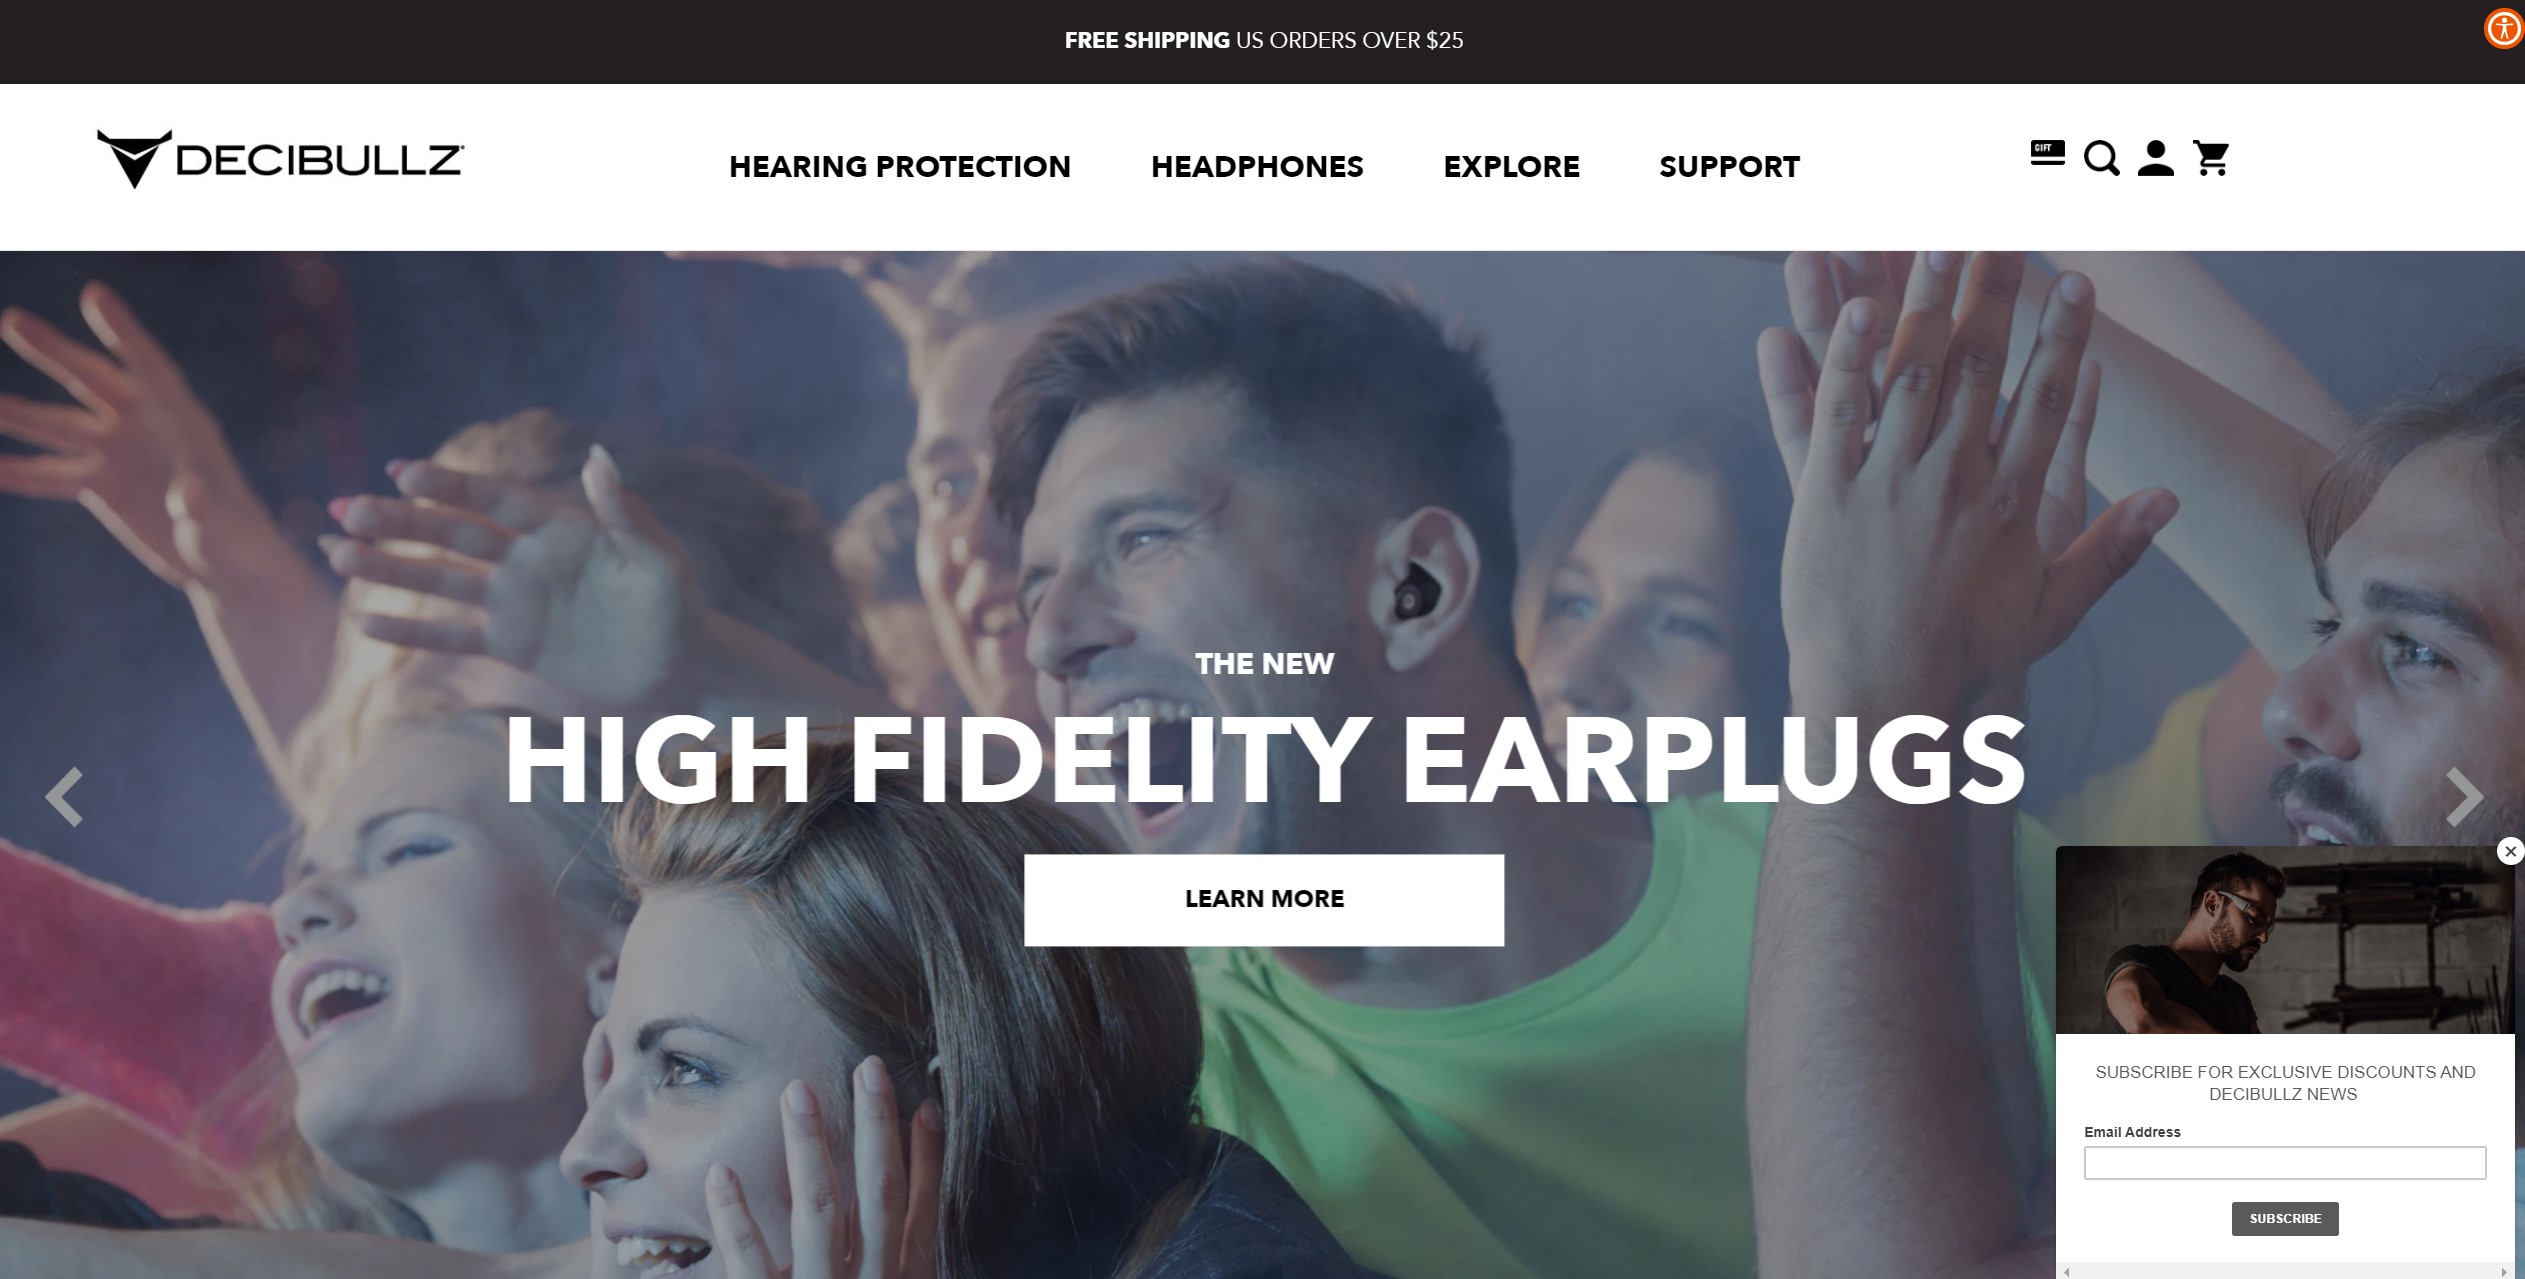 FREE SHIPPING US ORDERS OVER $25
DECIBULLZ
HEARING PROTECTION
HEADPHONES
EXPLORE
SUPPORT
GIFT
THE NEW
HIGH FIDELITY EARPLUGS
LEARN MORE
SUBSCRIBE FOR EXCLUSIVE DISCOUNTS AND
DECIBULLZ NEWS
Email Address
SUBSCRIBE